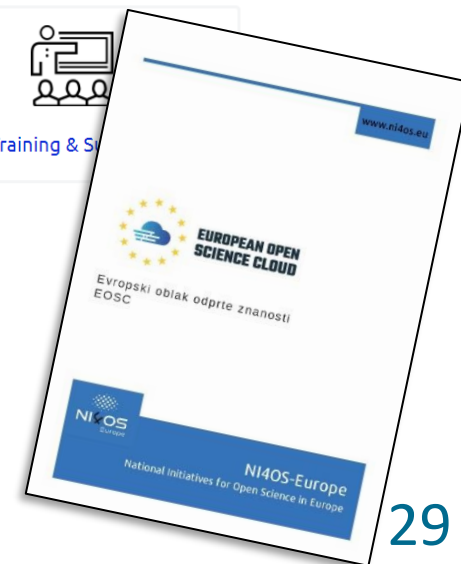 raining & S
www.ni4os.eu
EUROPEAN OPEN
SCIENCE CLOUD
Evropski oblak odprte znanosti
EOSC
NI4OS
Europe
NI4OS-Europe
National Initiatives for Open Science in Europe
29